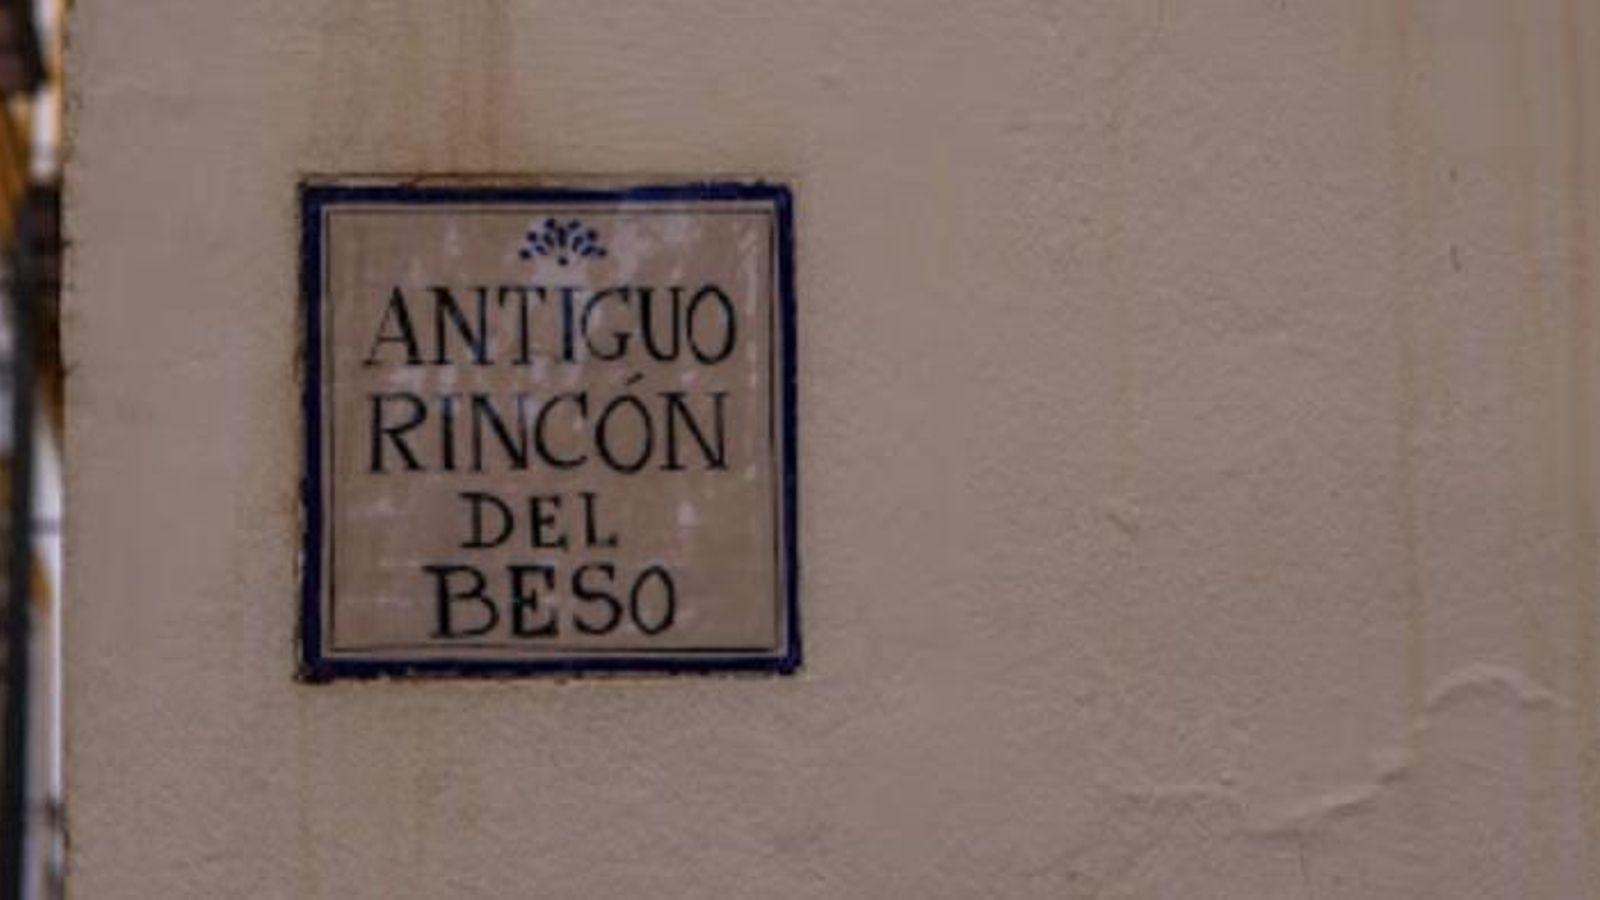 ANTIGUO
RINCÓN
DEL
BESO